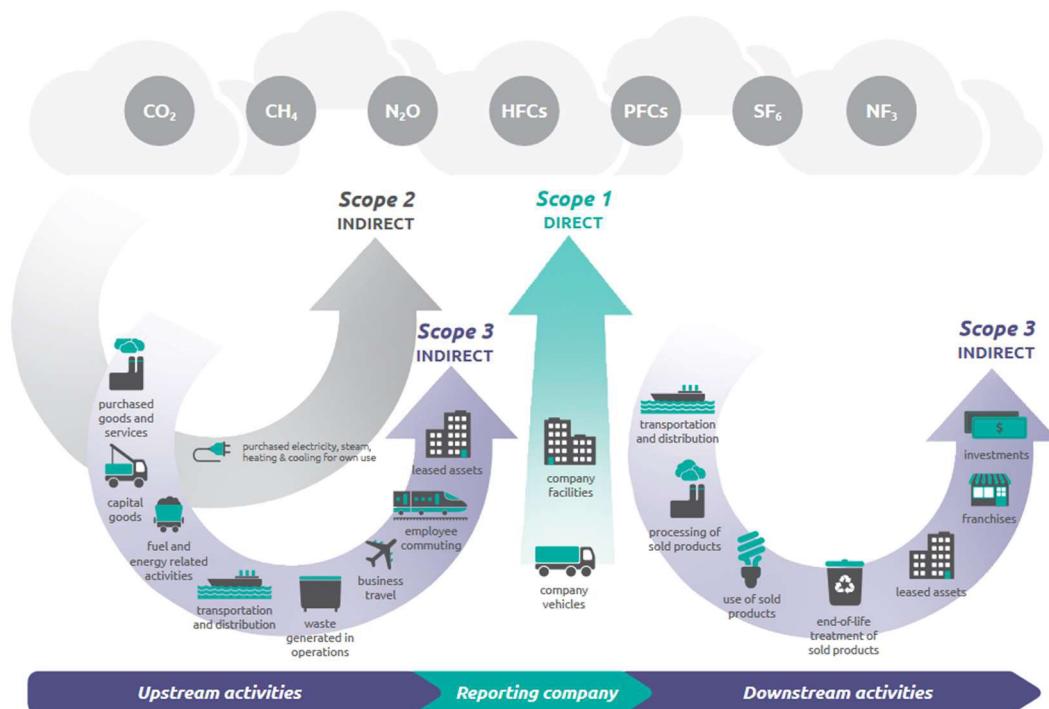 CO₂ CH₄ N₂O HFCs PFCs SF₆ NF₃
Scope 2
INDIRECT
Scope 1
DIRECT
Scope 3
INDIRECT
Scope 3
INDIRECT
purchased
goods and
services
capital
goods
fuel and
energy related
activities
transportation
and distribution
waste
generated in
operations
business
travel
employee
commuting
leased assets
purchased electricity, steam,
heating & cooling for own use
company
facilities
company
vehicles
transportation
and distribution
processing of
sold products
use of sold
products
end-of-life
treatment of
sold products
leased assets
franchises
$
investments
Upstream activities
Reporting company
Downstream activities